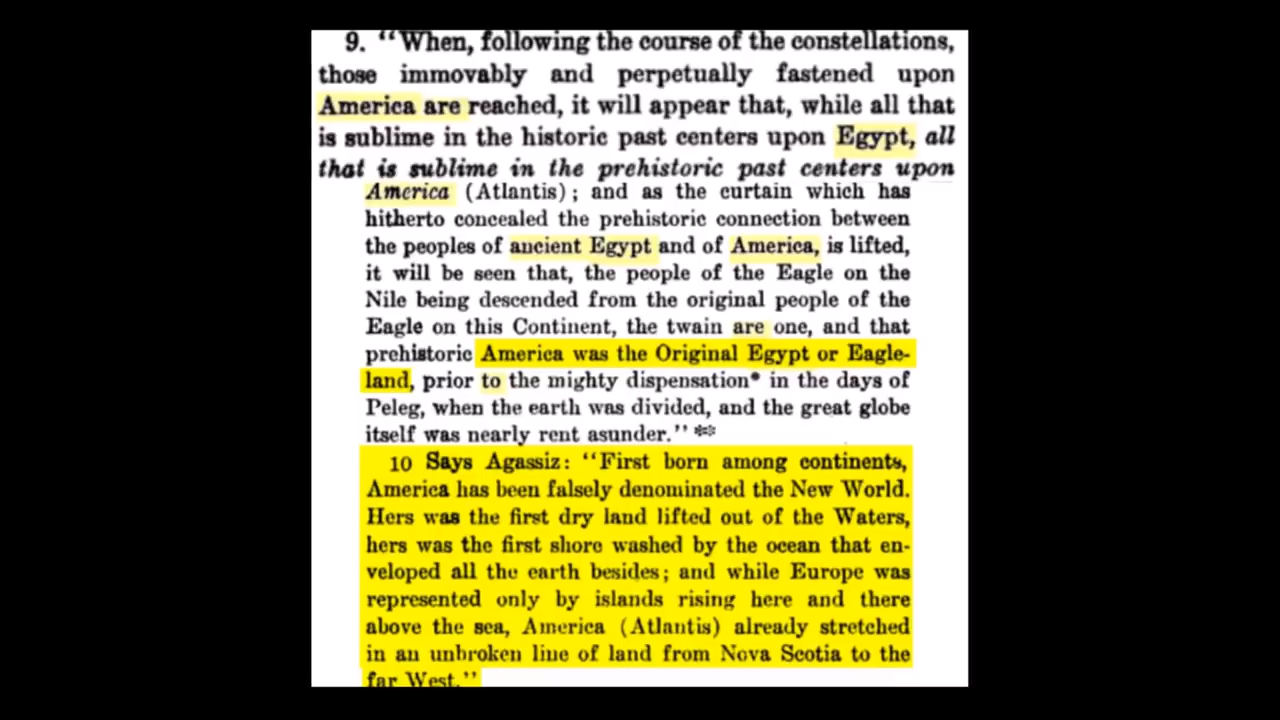 9. "When, following the course of the constellations,
those immovably and perpetually fastened upon
America are reached, it will appear that, while all that
is sublime in the historic past centers upon Egypt, all
that is sublime in the prehistoric past centers upon
America (Atlantis); and as the curtain which has
hitherto concealed the prehistoric connection between
the peoples of ancient Egypt and of America, is lifted,
it will be seen that, the people of the Eagle on the
Nile being descended from the original people of the
Eagle on this Continent, the twain are one, and that
prehistoric America was the Original Egypt or Eagle-
land, prior to the mighty dispensation* in the days of
Peleg, when the earth was divided, and the great globe
itself was nearly rent asunder." **
10 Says Agassiz: "First born among continents,
America has been falsely denominated the New World.
Hers was the first dry land lifted out of the Waters,
hers was the first shore washed by the ocean that en-
veloped all the earth besides; and while Europe was
represented only by islands rising here and there
above the sea, America (Atlantis) already stretched
in an unbroken line of land from Nova Scotia to the
far West."